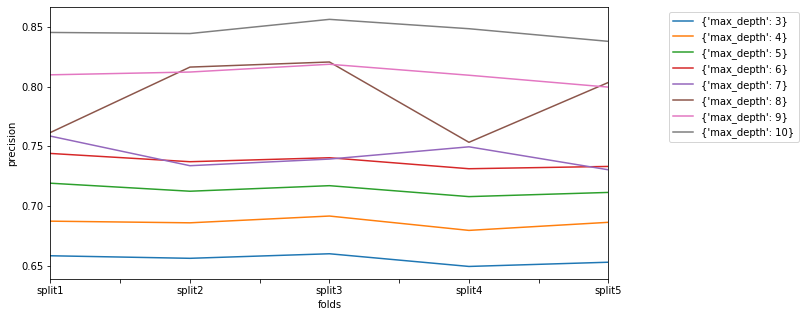 0.85
0.80
0.75
0.70
0.65
precision
split1
split2
split3
split4
split5
folds
{'max_depth': 3}
{'max_depth': 4}
{'max_depth': 5}
{'max_depth': 6}
{'max_depth': 7}
{'max_depth': 8}
{'max_depth': 9}
{'max_depth': 10}